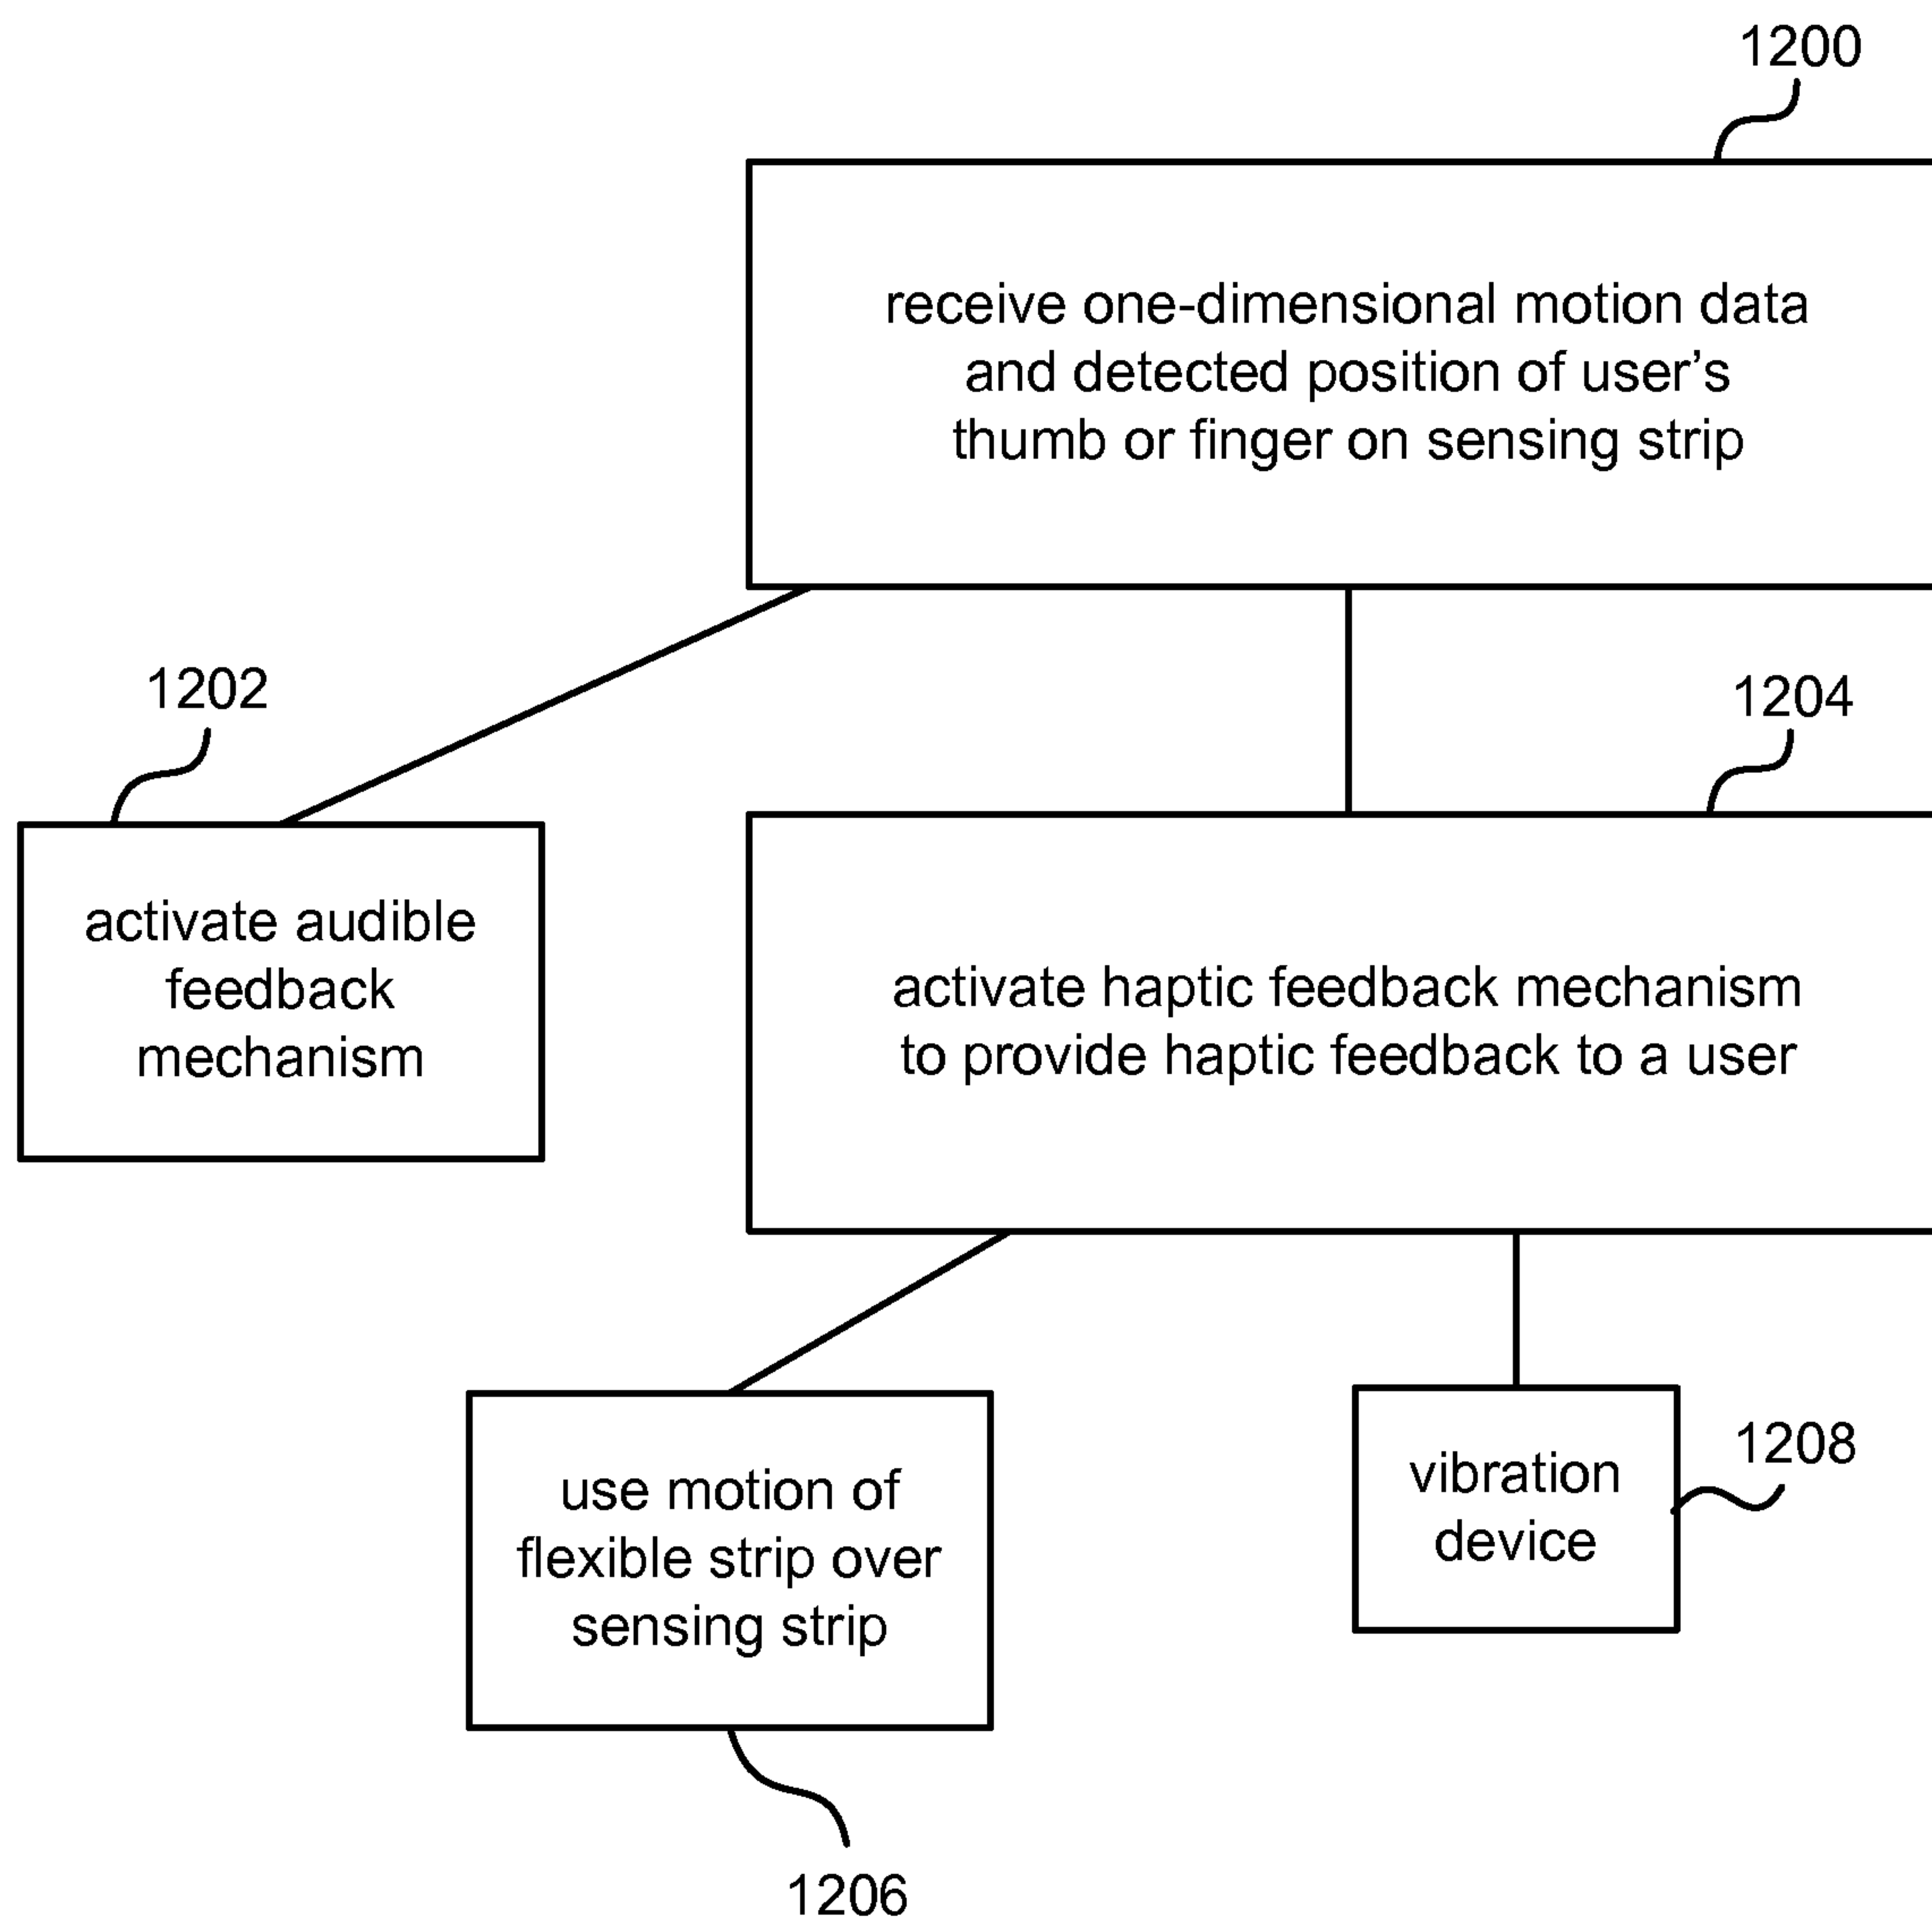 1200
receive one-dimensional motion data
and detected position of user’s
thumb or finger on sensing strip
1202
1204
activate audible
feedback
mechanism
activate haptic feedback mechanism
to provide haptic feedback to a user
use motion of
flexible strip over
sensing strip
vibration
device
1208
1206